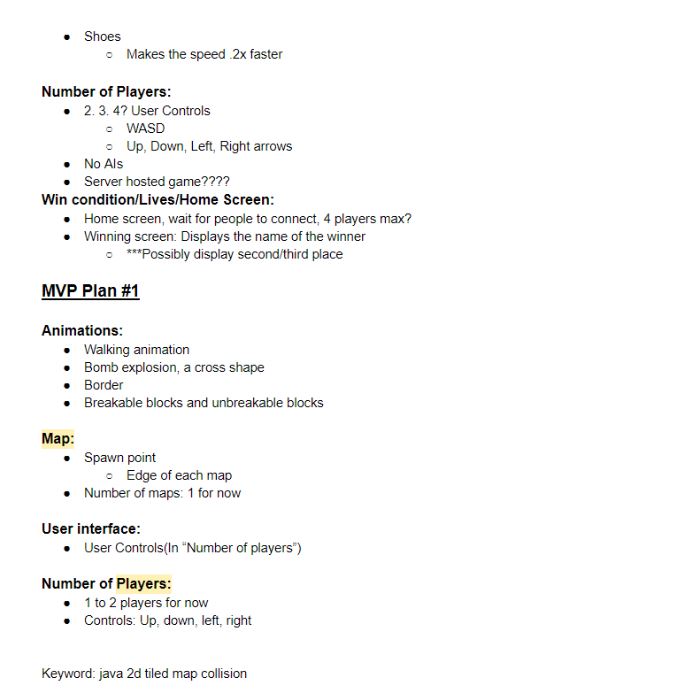 Shoes
Makes the speed .2x faster
Number of Players:
2. 3. 4? User Controls
WASD
Up, Down, Left, Right arrows
No AIs
Server hosted game????
Win condition/Lives/Home Screen:
Home screen, wait for people to connect, 4 players max?
Winning screen: Displays the name of the winner
***Possibly display second/third place
MVP Plan #1
Animations:
Walking animation
Bomb explosion, a cross shape
Border
Breakable blocks and unbreakable blocks
Map:
Spawn point
Edge of each map
Number of maps: 1 for now
User interface:
User Controls(In “Number of players”)
Number of Players:
1 to 2 players for now
Controls: Up, down, left, right
Keyword: java 2d tiled map collision